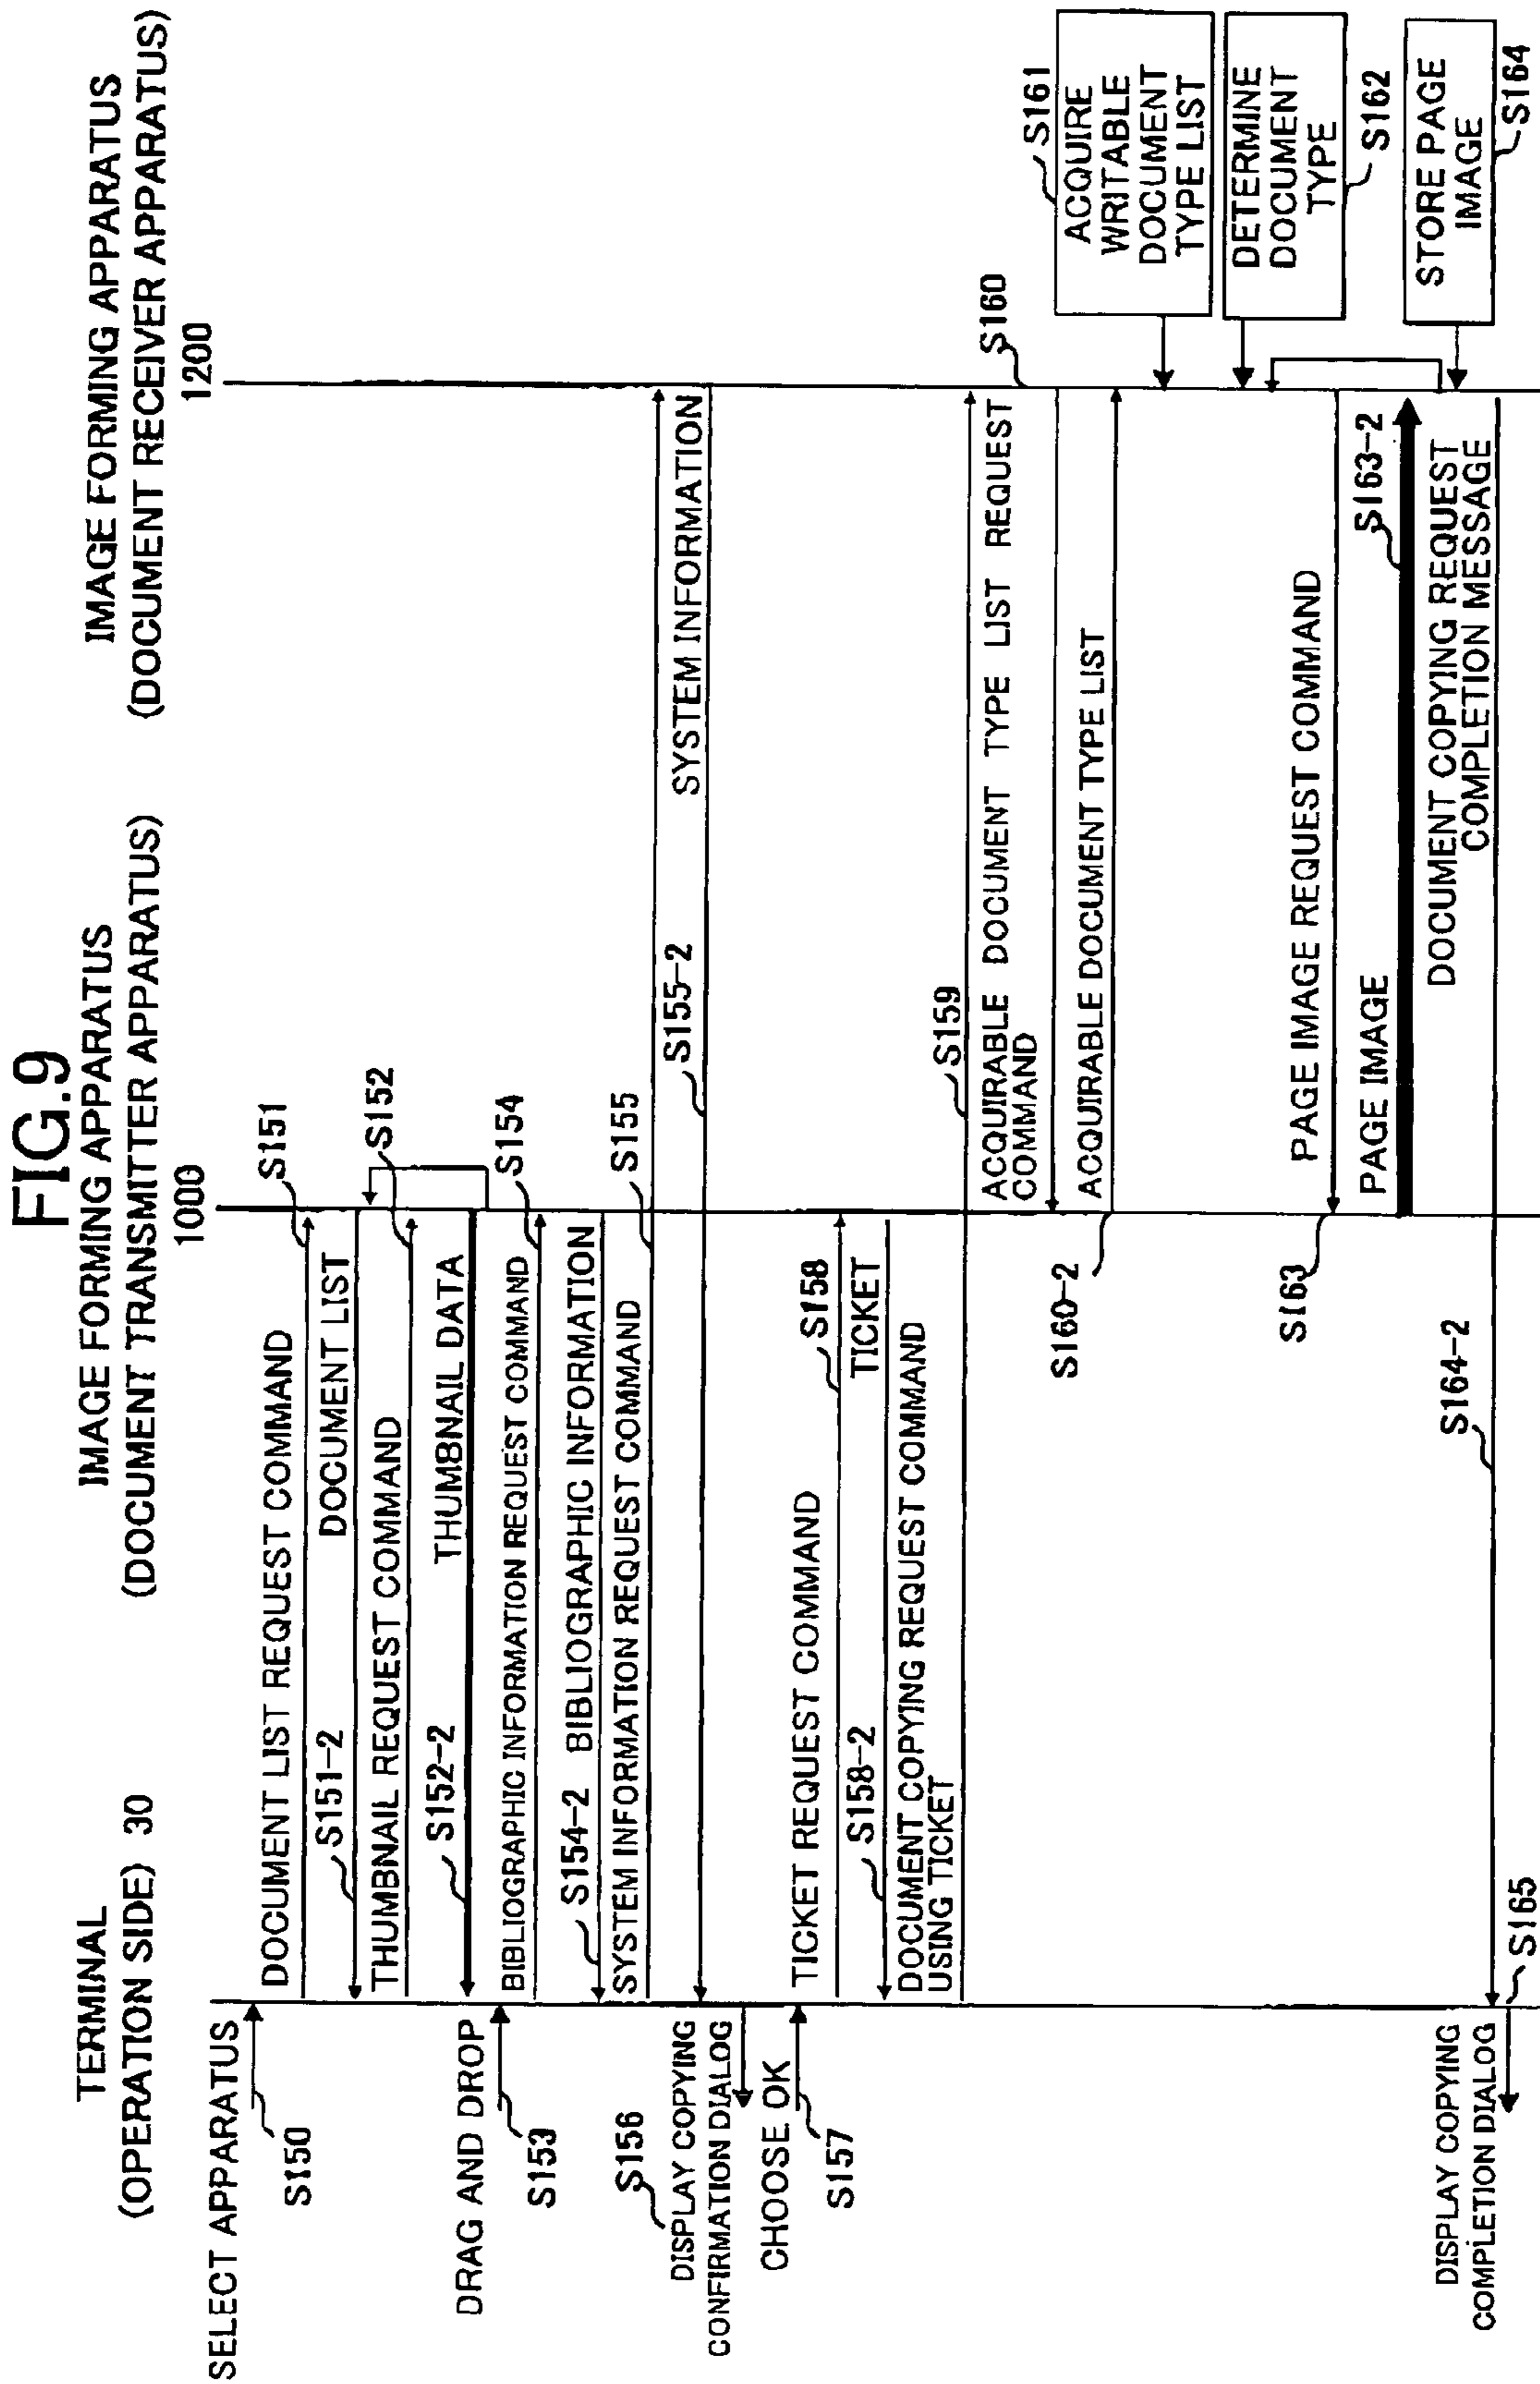 FIG.9
TERMINAL
(OPERATION SIDE) 30
IMAGE FORMING APPARATUS
(DOCUMENT TRANSMITTER APPARATUS)
1000
IMAGE FORMING APPARATUS
(DOCUMENT RECEIVER APPARATUS)
1200
SELECT APPARATUS
S150
DOCUMENT LIST REQUEST COMMAND
S151
S151-2
DOCUMENT LIST
THUMBNAIL REQUEST COMMAND
S152
S152-2
THUMBNAIL DATA
DRAG AND DROP
S153
BIBLIOGRAPHIC INFORMATION REQUEST COMMAND
S154
S154-2
BIBLIOGRAPHIC INFORMATION
SYSTEM INFORMATION REQUEST COMMAND
S155
S155-2
SYSTEM INFORMATION
S156
DISPLAY COPYING
CONFIRMATION DIALOG
CHOOSE OK
S157
TICKET REQUEST COMMAND
S158
S158-2
TICKET
DOCUMENT COPYING REQUEST COMMAND
USING TICKET
S159
ACQUIRABLE DOCUMENT TYPE LIST REQUEST
COMMAND
S160
ACQUIRABLE DOCUMENT TYPE LIST
S160-2
S161
ACQUIRE
WRITABLE
DOCUMENT
TYPE LIST
DETERMINE
DOCUMENT
TYPE
S162
PAGE IMAGE REQUEST COMMAND
S163
PAGE IMAGE
S163-2
STORE PAGE
IMAGE
S164
DOCUMENT COPYING REQUEST
COMPLETION MESSAGE
S164-2
DISPLAY COPYING
COMPLETION DIALOG
S165